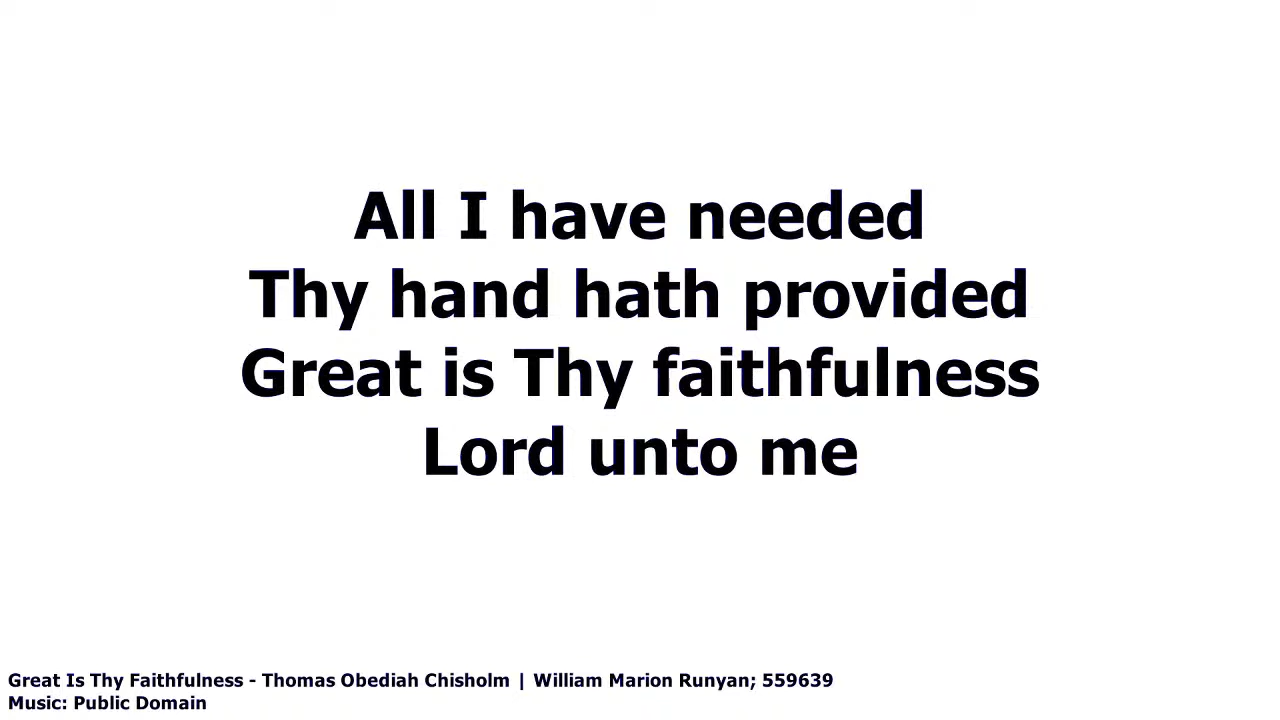 All I have needed
Thy hand hath provided
Great is Thy faithfulness
Lord unto me
Great Is Thy Faithfulness - Thomas Obediah Chisholm | William Marion Runyan; 559639
Music: Public Domain